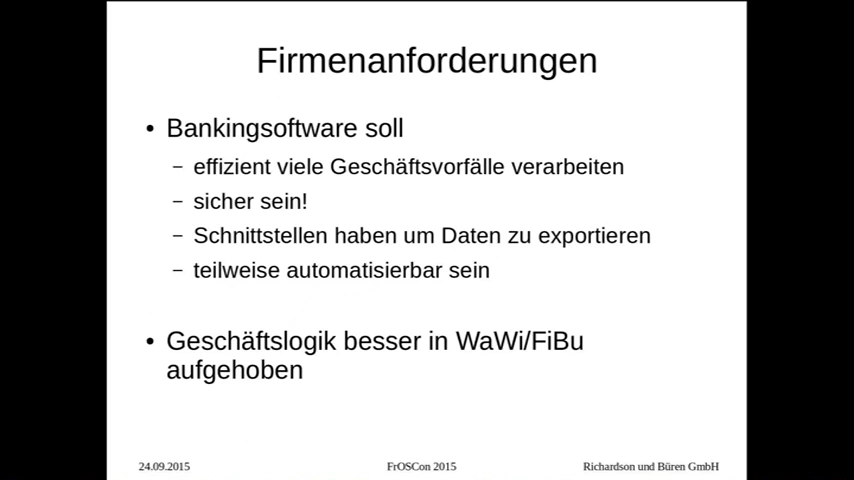 Firmenanforderungen
• Bankingsoftware soll
– effizient viele Geschäftsvorfälle verarbeiten
– sicher sein!
– Schnittstellen haben um Daten zu exportieren
– teilweise automatisierbar sein
• Geschäftslogik besser in WaWi/FiBu
aufgehoben
24.09.2015 FrOSCon 2015 Richardson und Büren GmbH